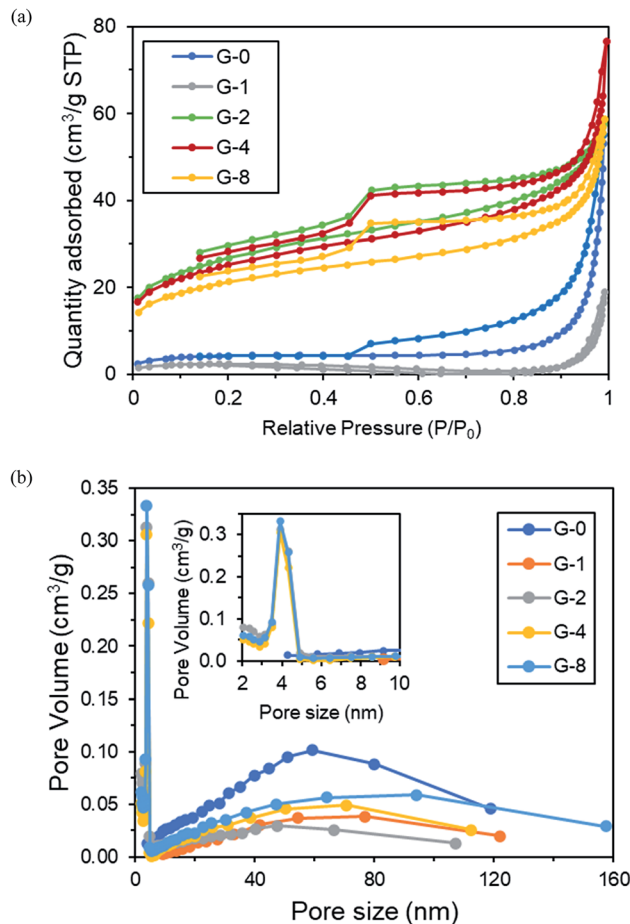 (a)
80
60
40
20
0
Quantity adsorbed (cm³/g STP)
G-0
G-1
G-2
G-4
G-8
0
0.2
0.4
0.6
0.8
1
Relative Pressure (P/P₀)
(b)
0.35
0.30
0.25
0.20
0.15
0.10
0.05
0.00
Pore Volume (cm³/g)
0.3
0.2
0.1
0.0
Pore Volume (cm³/g)
2
4
6
8
10
Pore size (nm)
G-0
G-1
G-2
G-4
G-8
0
40
80
120
160
Pore size (nm)